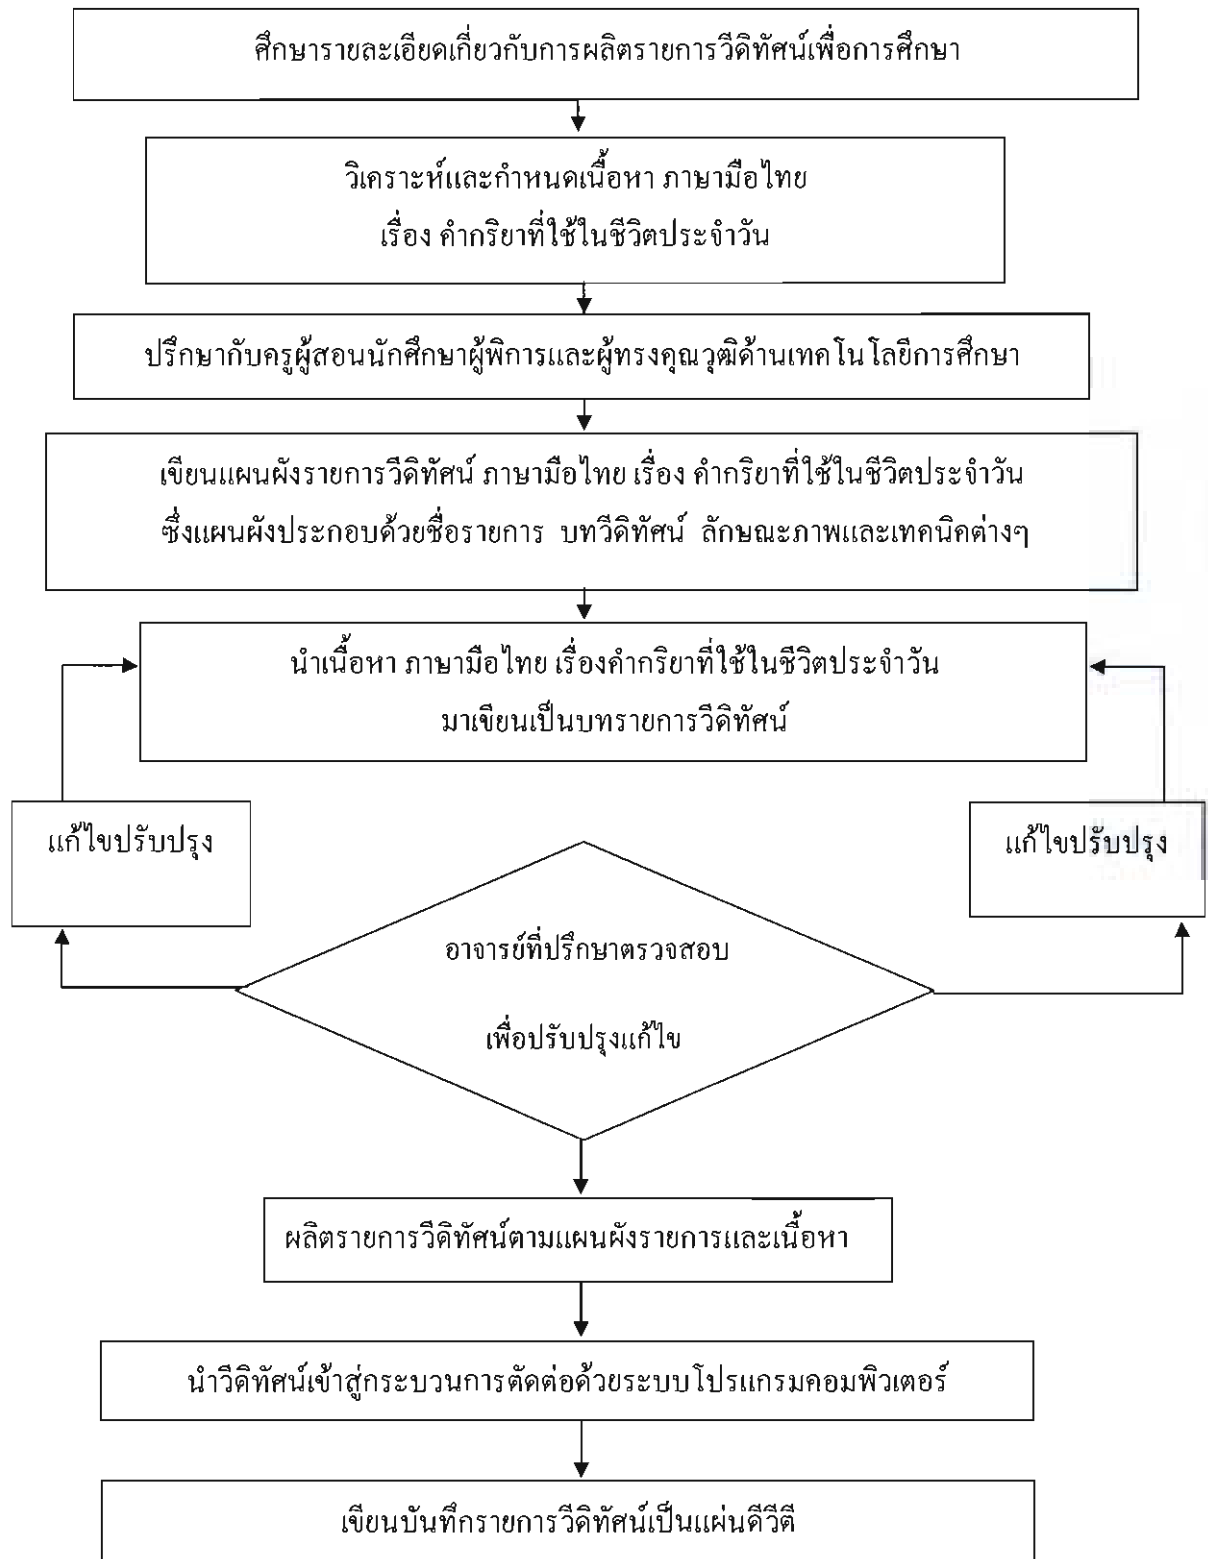 ศึกษารายละเอียดเกี่ยวกับการผลิตรายการวีดิทัศน์เพื่อการศึกษา
วิเคราะห์และกำหนดเนื้อหา ภาษามือไทย
เรื่อง คำกริยาที่ใช้ในชีวิตประจำวัน
ปรึกษากับครูผู้สอนนักศึกษาผู้พิการและผู้ทรงคุณวุฒิด้านเทคโนโลยีการศึกษา
เขียนแผนผังรายการวีดิทัศน์ ภาษามือไทย เรื่อง คำกริยาที่ใช้ในชีวิตประจำวัน
ซึ่งแผนผังประกอบด้วยชื่อรายการ บทวีดิทัศน์ ลักษณะภาพและเทคนิคต่างๆ
นำเนื้อหา ภาษามือไทย เรื่องคำกริยาที่ใช้ในชีวิตประจำวัน
มาเขียนเป็นบทรายการวีดิทัศน์
แก้ไขปรับปรุง
แก้ไขปรับปรุง
อาจารย์ที่ปรึกษาตรวจสอบ
เพื่อปรับปรุงแก้ไข
ผลิตรายการวีดิทัศน์ตามแผนผังรายการและเนื้อหา
นำวีดิทัศน์เข้าสู่กระบวนการตัดต่อด้วยระบบโปรแกรมคอมพิวเตอร์
เขียนบันทึกรายการวีดิทัศน์เป็นแผ่นดีวีดี